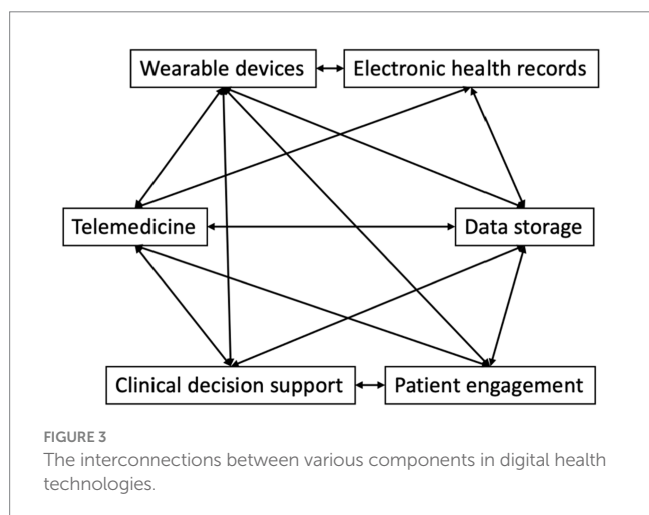 Wearable devices
Electronic health records
Telemedicine
Data storage
Clinical decision support
Patient engagement
FIGURE 3
The interconnections between various components in digital health
technologies.